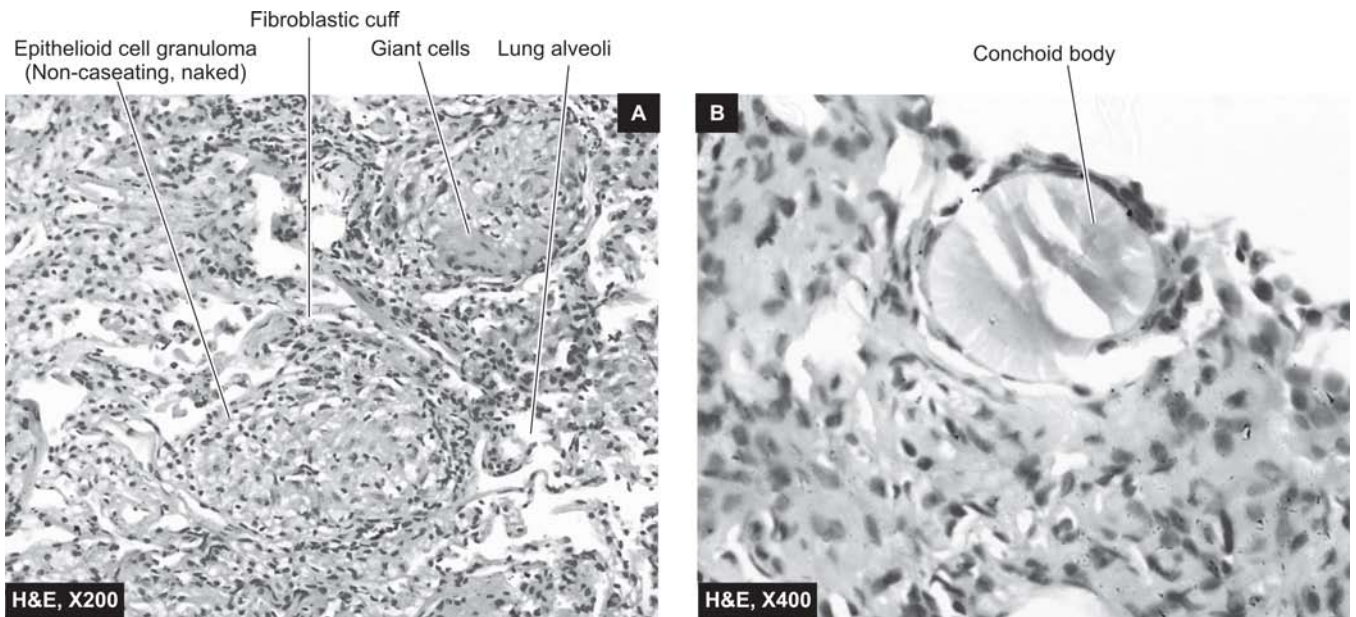 Fibroblastic cuff
Epithelioid cell granuloma
(Non-caseating, naked)
Giant cells
Lung alveoli
Conchoid body
A
B
H&E, X200
H&E, X400